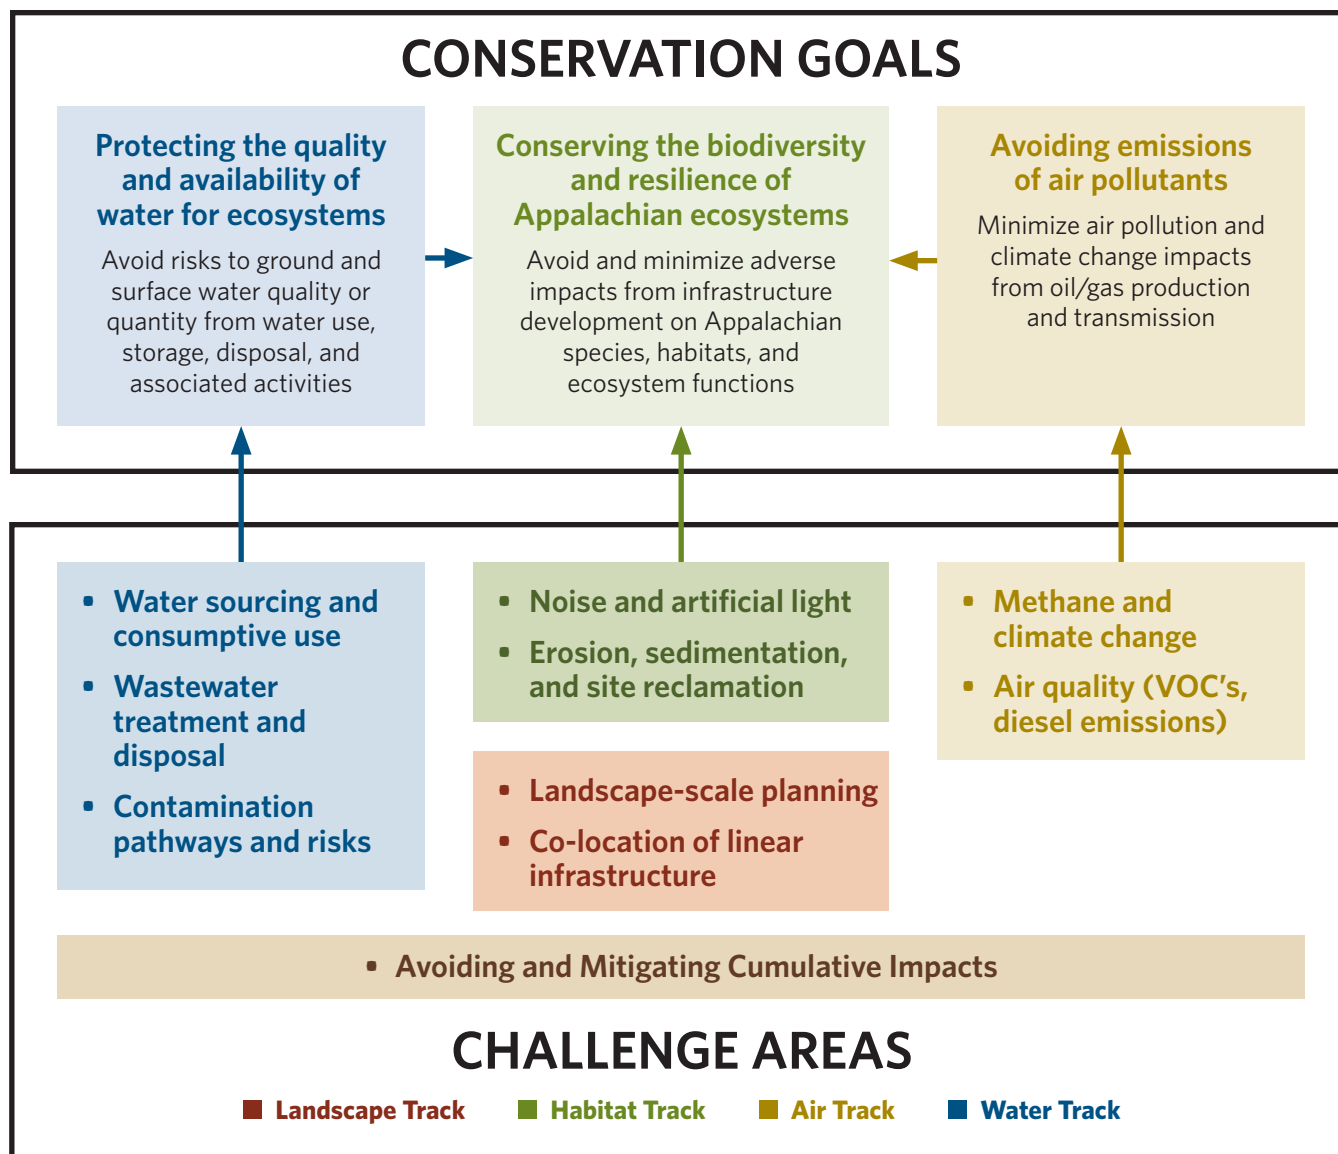 CONSERVATION GOALS
Protecting the quality
and availability of
water for ecosystems
Avoid risks to ground and
surface water quality or
quantity from water use,
storage, disposal, and
associated activities
Conserving the biodiversity
and resilience of
Appalachian ecosystems
Avoid and minimize adverse
impacts from infrastructure
development on Appalachian
species, habitats, and
ecosystem functions
Avoiding emissions
of air pollutants
Minimize air pollution and
climate change impacts
from oil/gas production
and transmission
• Water sourcing and
consumptive use
• Wastewater
treatment and
disposal
• Contamination
pathways and risks
• Noise and artificial light
• Erosion, sedimentation,
and site reclamation
• Landscape-scale planning
• Co-location of linear
infrastructure
• Methane and
climate change
• Air quality (VOC's,
diesel emissions)
• Avoiding and Mitigating Cumulative Impacts
CHALLENGE AREAS
Landscape Track Habitat Track Air Track Water Track